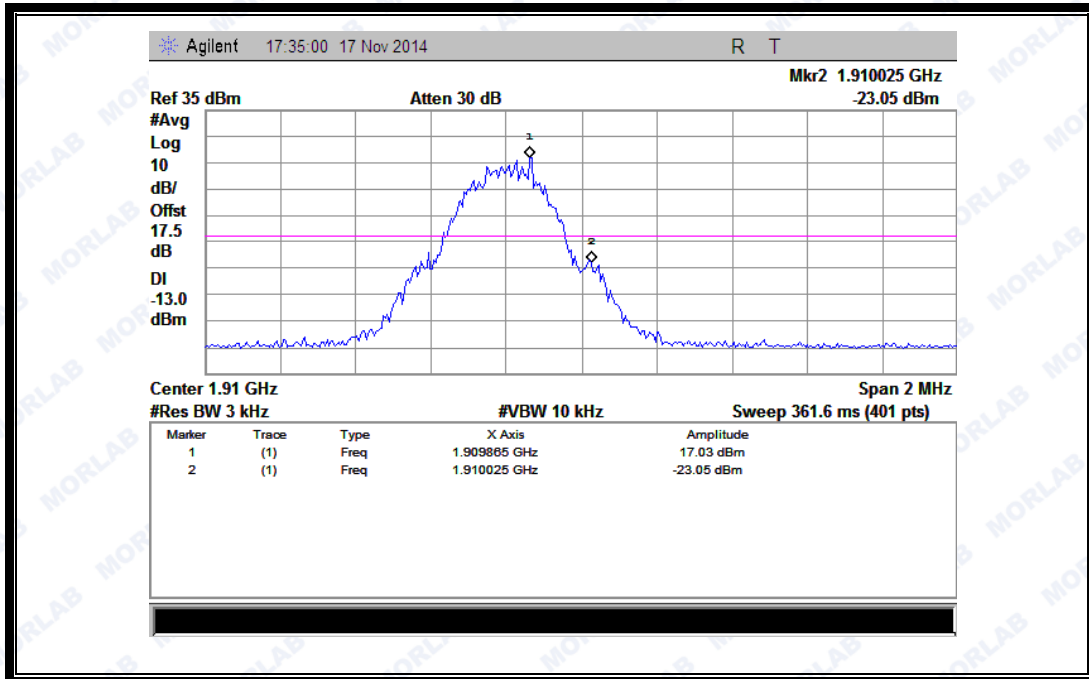 Agilent 17:35:00 17 Nov 2014 R T
Mkr2 1.910025 GHz
Ref 35 dBm Atten 30 dB -23.05 dBm
#Avg
Log
10
dB/
Offst
17.5
dB
DI
-13.0
dBm
1
2
Center 1.91 GHz Span 2 MHz
#Res BW 3 kHz #VBW 10 kHz Sweep 361.6 ms (401 pts)
Marker Trace Type X Axis Amplitude
1 (1) Freq 1.909865 GHz 17.03 dBm
2 (1) Freq 1.910025 GHz -23.05 dBm
MORLAB